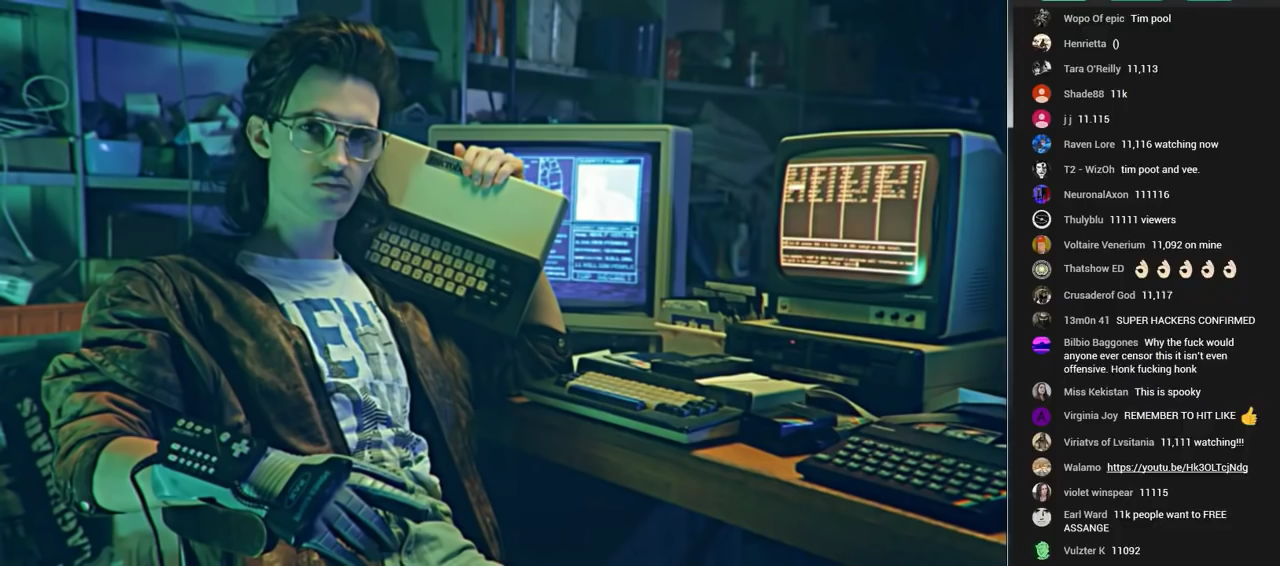 Wopo Of epic Tim pool
Henrietta ()
Tara O'Reilly 11,113
Shade88 11k
j j 11.115
Raven Lore 11,116 watching now
T2 - WizOh tim poot and vee.
NeuronalAxon 111116
Thulyblu 11111 viewers
Voltaire Venerium 11,092 on mine
Thatshow ED 👌🏻 👌🏻 👌🏻 👌🏻 👌🏻
Crusaderof God 11,117
13m0n 41 SUPER HACKERS CONFIRMED
Bilbio Baggones Why the fuck would
anyone ever censor this it isn't even
offensive. Honk fucking honk
Miss Kekistan This is spooky
Virginia Joy REMEMBER TO HIT LIKE 👍
Viriatvs of Lvsitania 11,111 watching!!!
Walamo https://youtu.be/Hk3OLTcjNdg
violet winspear 11115
Earl Ward 11k people want to FREE
ASSANGE
Vulzter K 11092